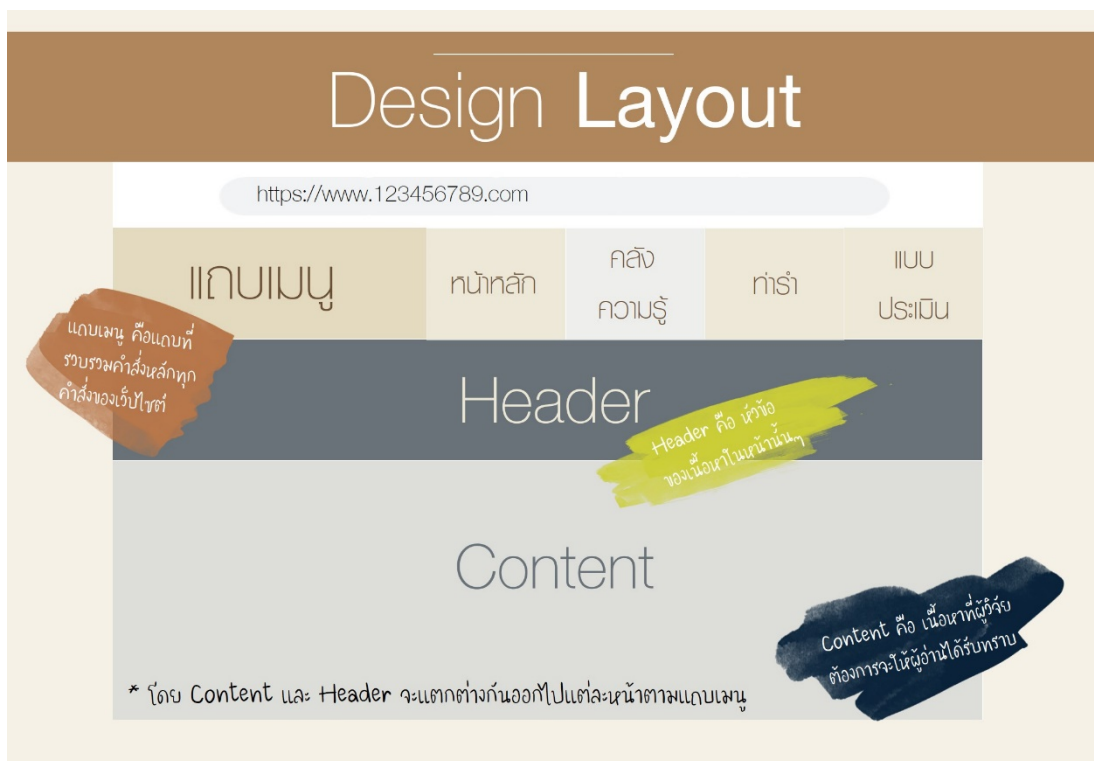 Design Layout
https://www.123456789.com
แถบเมนู
หน้าหลัก
คลัง
ความรู้
ท่ารำ
แบบ
ประเมิน
แถบเมนู คือแถบที่
รวบรวมคำสั่งหลักทุก
คำสั่งของเว็บไซต์
Header
Header คือ หัวข้อ
ของเนื้อหาในหน้านั้นๆ
Content
Content คือ เนื้อหาที่ผู้วิจัย
ต้องการจะให้ผู้อ่านได้รับทราบ
* โดย Content และ Header จะแตกต่างกันออกไปแต่ละหน้าตามแถบเมนู